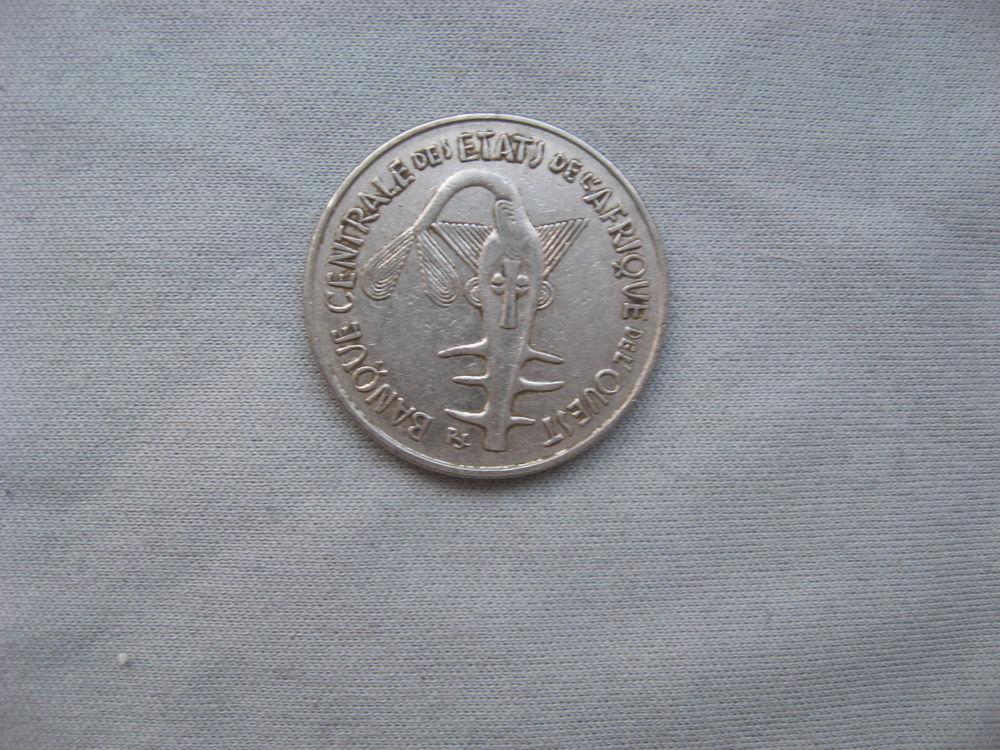 BANQUE CENTRALE DES ETATS DE L'AFRIQUE DE L'OUEST